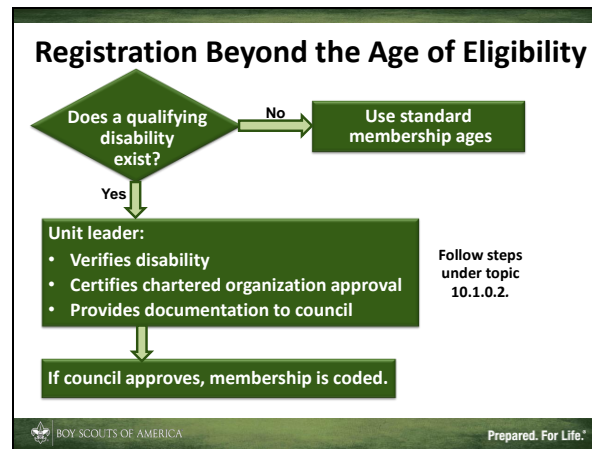 Registration Beyond the Age of Eligibility
Does a qualifying
disability
exist?
No
Use standard
membership ages
Yes
Unit leader:
• Verifies disability
• Certifies chartered organization approval
• Provides documentation to council
Follow steps
under topic
10.1.0.2.
If council approves, membership is coded.
BOY SCOUTS OF AMERICA
Prepared. For Life.®